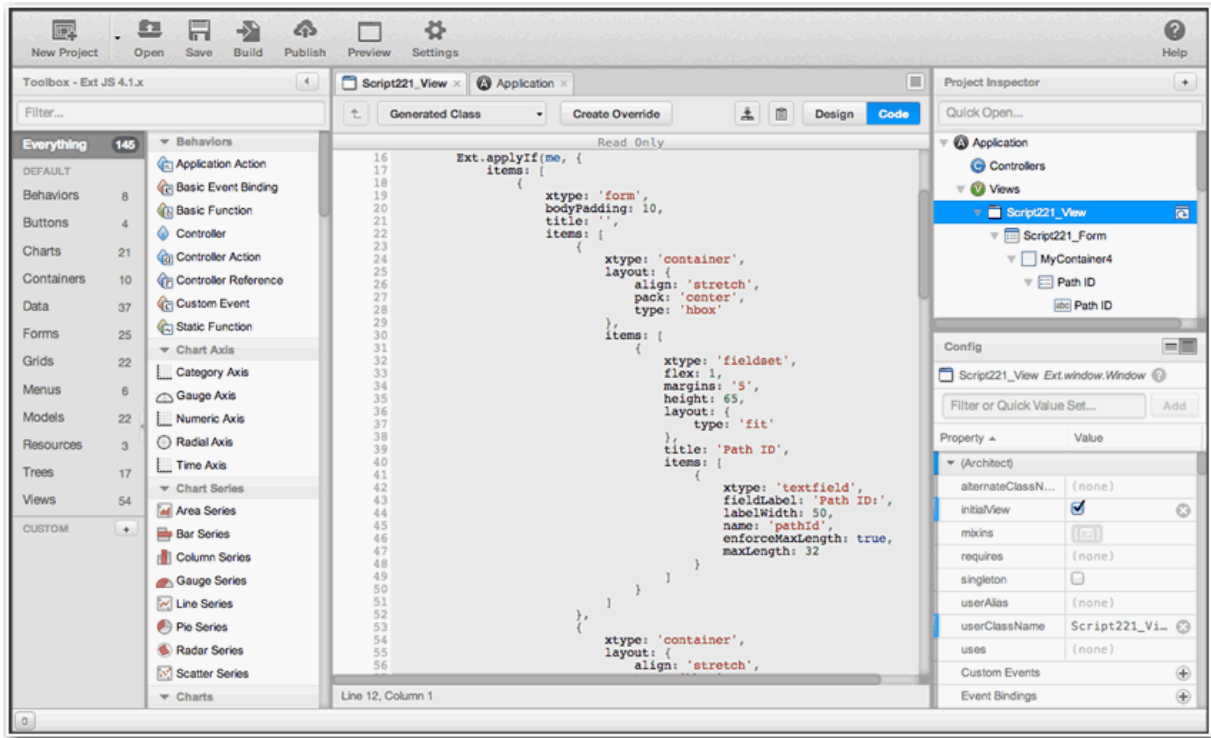 New Project
Open
Save
Build
Publish
Preview
Settings
Help
Toolbox - Ext JS 4.1.x
Filter...
Everything 145
DEFAULT
Behaviors 8
Buttons 4
Charts 21
Containers 10
Data 37
Forms 25
Grids 22
Menus 6
Models 22
Resources 3
Trees 17
Views 54
CUSTOM +
Behaviors
Application Action
Basic Event Binding
Basic Function
Controller
Controller Action
Controller Reference
Custom Event
Static Function
Chart Axis
Category Axis
Gauge Axis
Numeric Axis
Radial Axis
Time Axis
Chart Series
Area Series
Bar Series
Column Series
Gauge Series
Line Series
Pie Series
Radar Series
Scatter Series
Charts
Script221_View × Application ×
Generated Class Create Override Design Code
Read Only
16 Ext.applyIf(me, {
17 items: [
18 {
19 xtype: 'form',
20 bodyPadding: 10,
21 title: '',
22 items: [
23 {
24 xtype: 'container',
25 layout: {
26 align: 'stretch',
27 pack: 'center',
28 type: 'hbox'
29 },
30 items: [
31 {
32 xtype: 'fieldset',
33 flex: 1,
34 margins: '5',
35 height: 65,
36 layout: {
37 type: 'fit'
38 },
39 title: 'Path ID',
40 items: [
41 {
42 xtype: 'textfield',
43 fieldLabel: 'Path ID:',
44 labelWidth: 50,
45 name: 'pathId',
46 enforceMaxLength: true,
47 maxLength: 32
48 }
49 ]
50 }
51 ]
52 },
53 {
54 xtype: 'container',
55 layout: {
56 align: 'stretch',
Line 12, Column 1
Project Inspector +
Quick Open...
Application
Controllers
Views
Script221_View
Script221_Form
MyContainer4
Path ID
abc Path ID
Config
Script221_View Ext.window.Window ?
Filter or Quick Value Set... Add
Property Value
(Architect)
alternateClassN... (none)
initialView
mixins
requires (none)
singleton
userAlias (none)
userClassName Script221_Vi...
uses (none)
Custom Events
Event Bindings
0